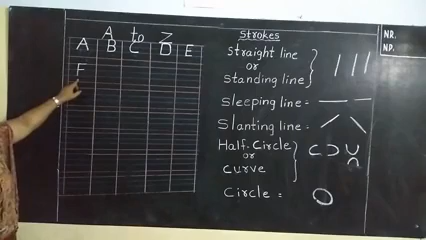 A to Z
A B C D E
F
Strokes
Straight line
or
Standing line
Sleeping line =
Slanting line =
Half-Circle
or
curve
Circle =
NR.
NP.